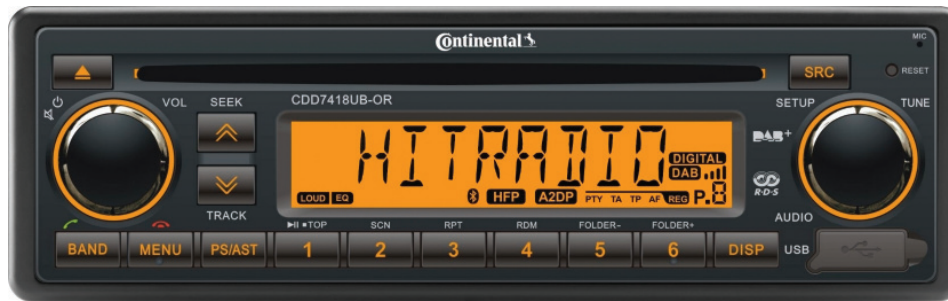 Continental
MIC
SRC
RESET
VOL
SEEK
CDD7418UB-OR
SETUP
TUNE
HITRADIO
DIGITAL
DAB
DAB+
LOUD EQ
HFP A2DP PTY TA TP AF REG P.8
R·D·S
TRACK
AUDIO
TOP SCN RPT RDM FOLDER- FOLDER+
BAND MENU PS/AST 1 2 3 4 5 6 DISP USB